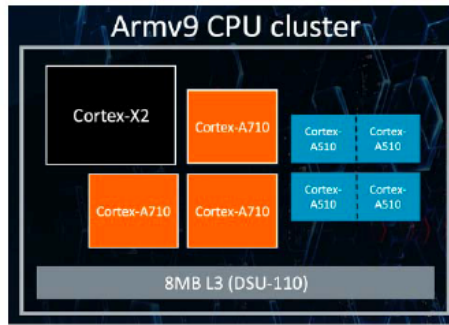 Armv9 CPU cluster
Cortex-X2
Cortex-A710
Cortex-
A510
Cortex-
A510
Cortex-A710
Cortex-A710
Cortex-
A510
Cortex-
A510
8MB L3 (DSU-110)